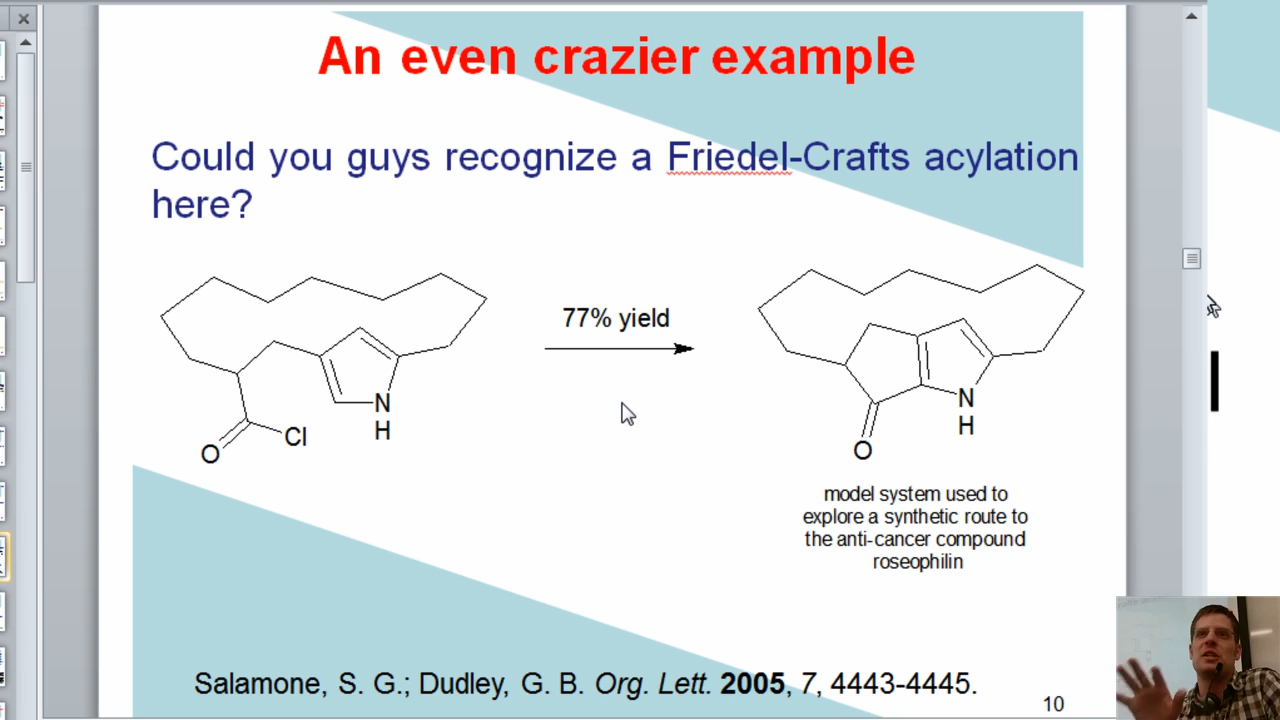 An even crazier example
Could you guys recognize a Friedel-Crafts acylation
here?
77% yield
N
H
Cl
O
N
H
O
model system used to
explore a synthetic route to
the anti-cancer compound
roseophilin
Salamone, S. G.; Dudley, G. B. Org. Lett. 2005, 7, 4443-4445.
10